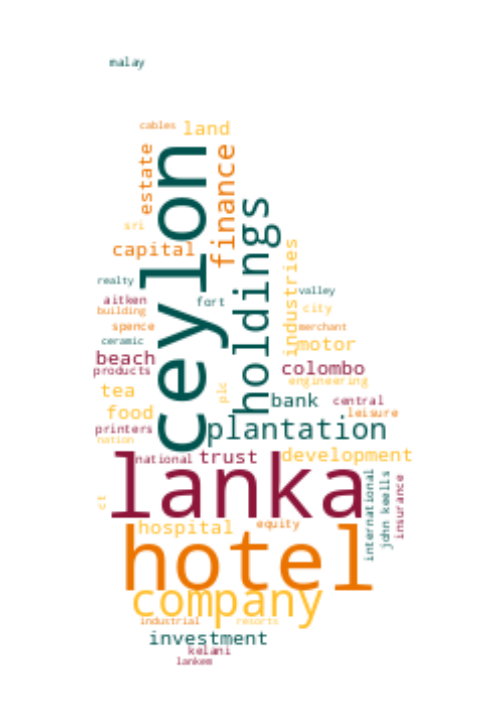 malay
cables
land
estate
ceylon
finance
holdings
sri
capital
industries
realty
valley
aitken
fort
building
city
spence
merchant
ceramic
motor
beach
colombo
products
engineering
tea
plc
bank
central
food
leisure
printers
plantation
nation
national
trust
development
lanka
international
john keells
insurance
ct
hospital
equity
hotel
company
industrial
resorts
investment
kelani
lankem